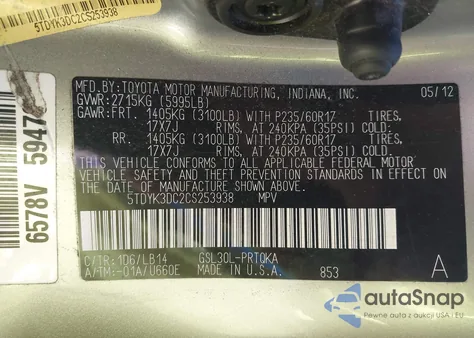 5TDYK3DC2CS253938
6578V 5947
MFD.BY:TOYOTA MOTOR MANUFACTURING, INDIANA, INC. 05/12
GVWR:2715KG (5995LB)
GAWR:FRT. 1405KG (3100LB) WITH P235/60R17 TIRES,
17X7J RIMS, AT 240KPA (35PSI) COLD:
RR. 1405KG (3100LB) WITH P235/60R17 TIRES,
17X7J RIMS, AT 240KPA (35PSI) COLD.
THIS VEHICLE CONFORMS TO ALL APPLICABLE FEDERAL MOTOR
VEHICLE SAFETY AND THEFT PREVENTION STANDARDS IN EFFECT
ON THE DATE OF MANUFACTURE SHOWN ABOVE.
5TDYK3DC2CS253938 MPV
C/TR:1D6/LB14 GSL30L-PRTQKA
A/TM:-01A/U660E MADE IN U.S.A. 853 A
autoSnap
Pewne auto z aukcji USA i EU